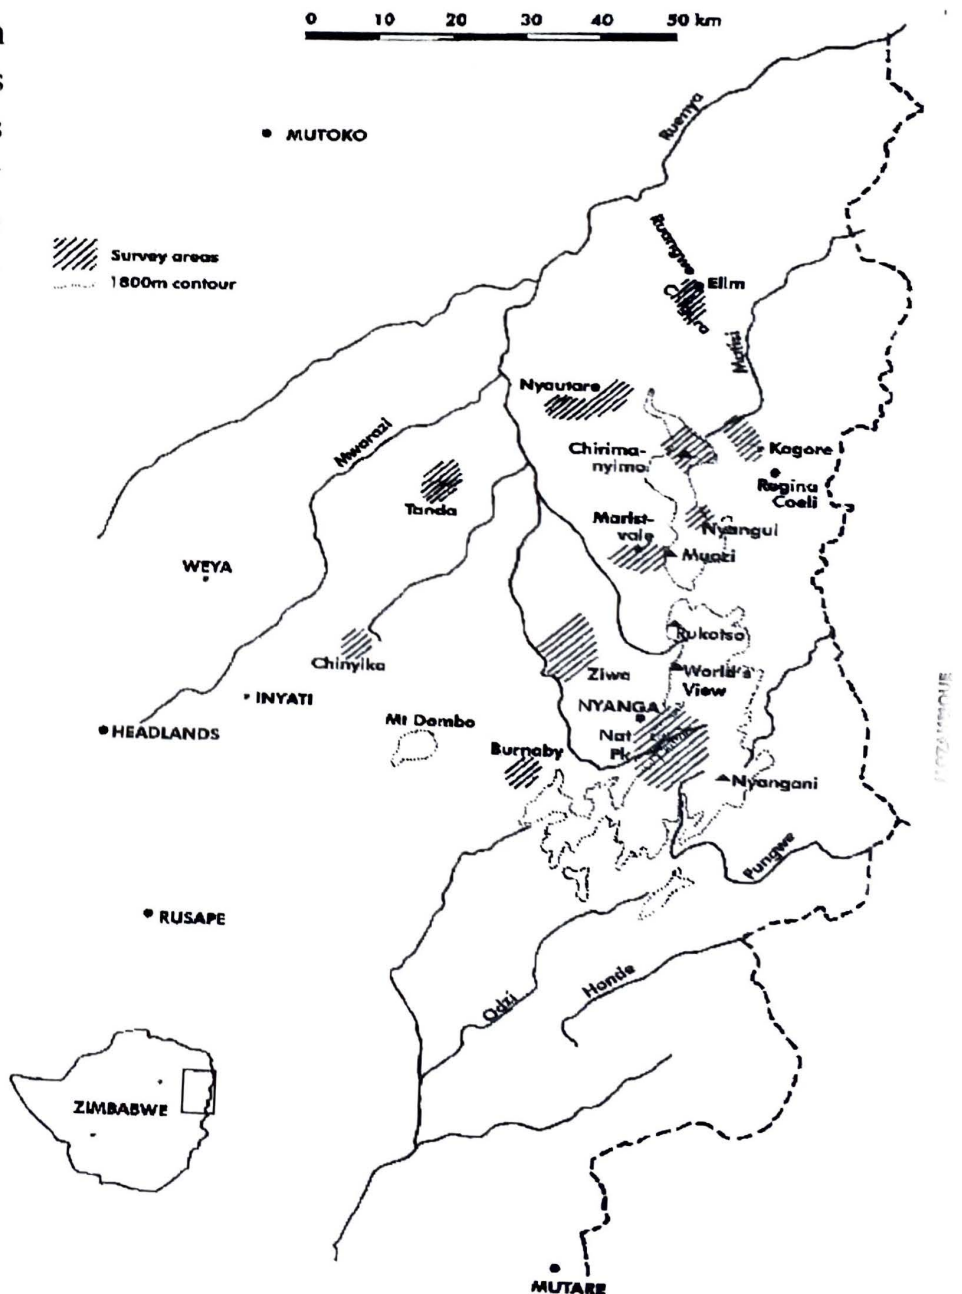 0 10 20 30 40 50 km
Ruenya
MUTOKO
Ruangwe
Survey areas
1800m contour
Elim
Matisi
Nyautare
Mwarazi
Chirima-
nyimo
Kagore
Regina
Coeli
Tanda
Marist-
vale
Nyangui
Muozi
WEYA
Rukotso
Chinyika
Ziwa
World's
View
INYATI
NYANGA
HEADLANDS
Mt Dombo
Nat
Pk
Burnaby
Nyangani
MOZAMBIQUE
Pungwe
RUSAPE
Honde
Odzi
ZIMBABWE
MUTARE